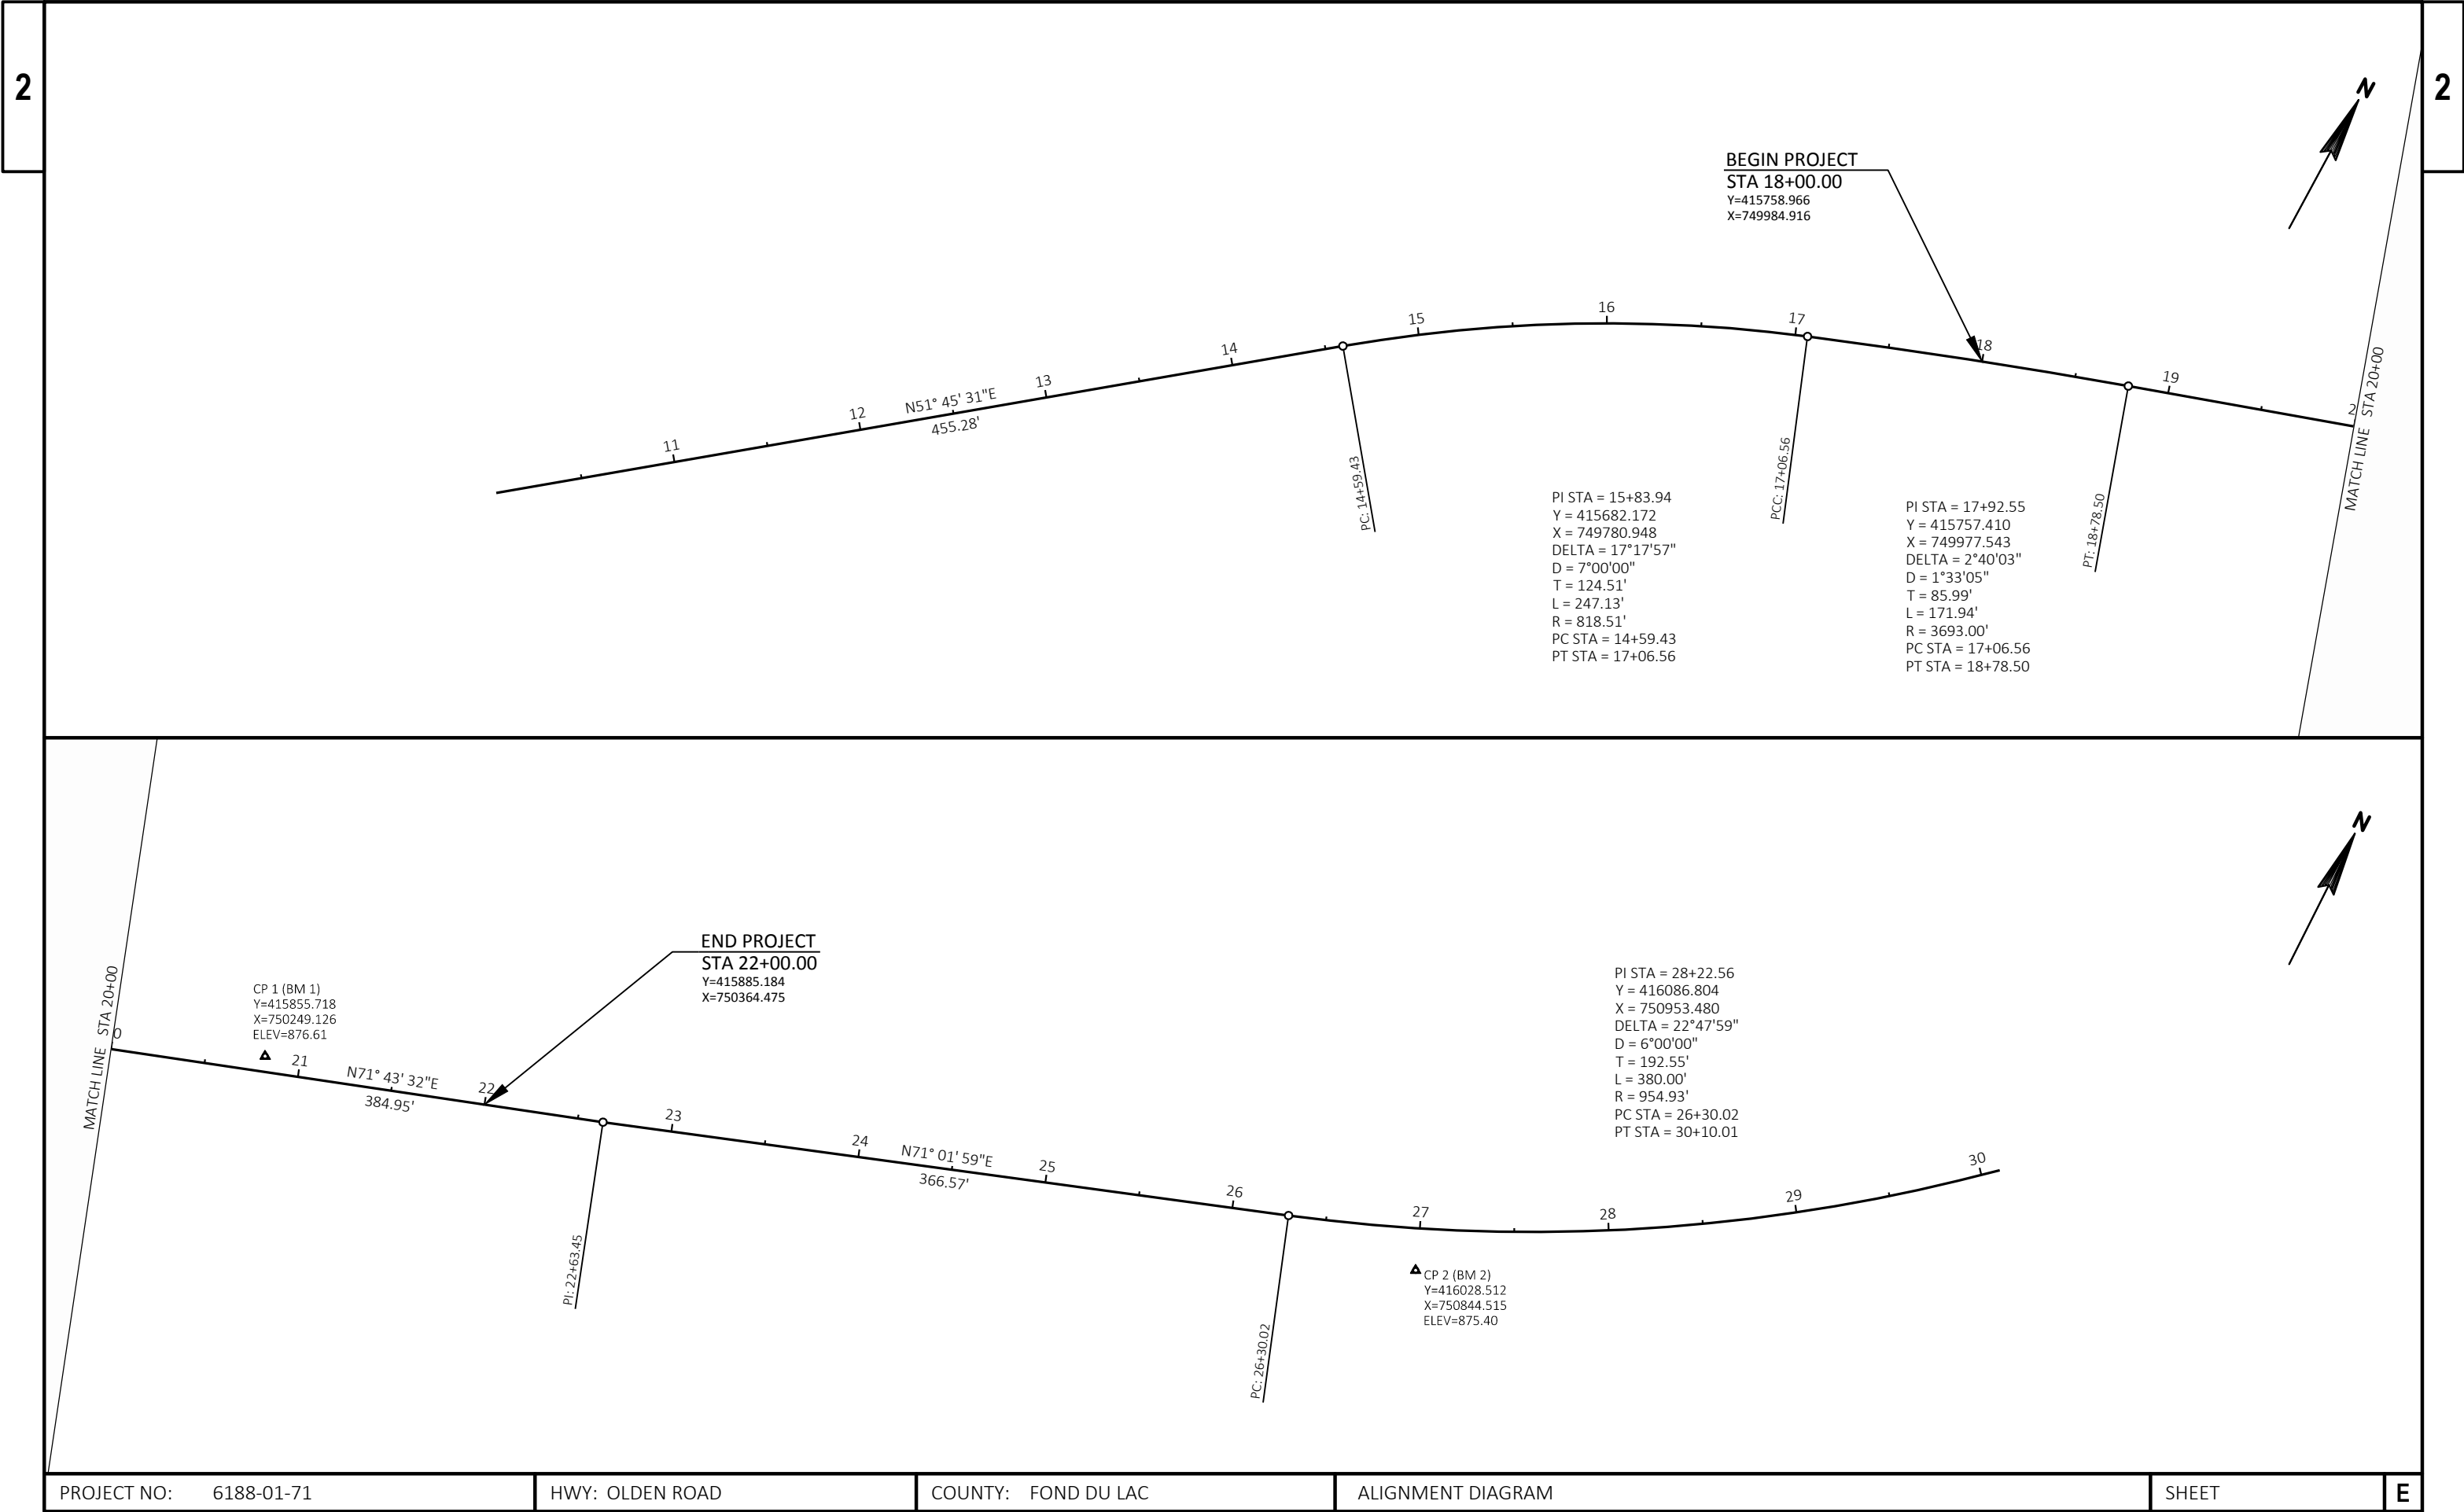 2
2
N
BEGIN PROJECT
STA 18+00.00
Y=415758.966
X=749984.916
11
12
N51° 45' 31"E
455.28'
13
14
15
16
17
18
19
2
PC: 14+59.43
PCC: 17+06.56
PT: 18+78.50
MATCH LINE STA 20+00
PI STA = 15+83.94
Y = 415682.172
X = 749780.948
DELTA = 17°17'57"
D = 7°00'00"
T = 124.51'
L = 247.13'
R = 818.51'
PC STA = 14+59.43
PT STA = 17+06.56
PI STA = 17+92.55
Y = 415757.410
X = 749977.543
DELTA = 2°40'03"
D = 1°33'05"
T = 85.99'
L = 171.94'
R = 3693.00'
PC STA = 17+06.56
PT STA = 18+78.50
N
MATCH LINE STA 20+00
0
CP 1 (BM 1)
Y=415855.718
X=750249.126
ELEV=876.61
21
N71° 43' 32"E
384.95'
22
END PROJECT
STA 22+00.00
Y=415885.184
X=750364.475
PI: 22+63.45
23
24
N71° 01' 59"E
366.57'
25
26
PC: 26+30.02
27
28
29
30
PI STA = 28+22.56
Y = 416086.804
X = 750953.480
DELTA = 22°47'59"
D = 6°00'00"
T = 192.55'
L = 380.00'
R = 954.93'
PC STA = 26+30.02
PT STA = 30+10.01
CP 2 (BM 2)
Y=416028.512
X=750844.515
ELEV=875.40
PROJECT NO: 6188-01-71
HWY: OLDEN ROAD
COUNTY: FOND DU LAC
ALIGNMENT DIAGRAM
SHEET
E